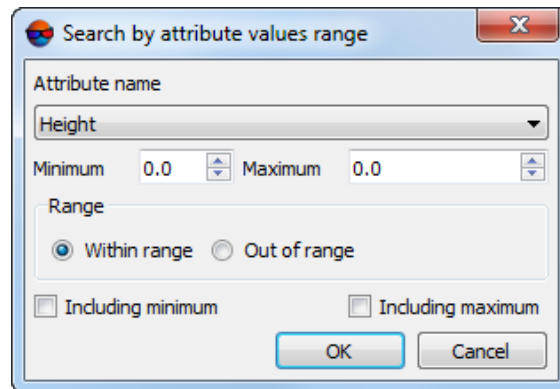 Search by attribute values range
Attribute name
Height
Minimum 0.0 Maximum 0.0
Range
Within range Out of range
Including minimum Including maximum
OK Cancel